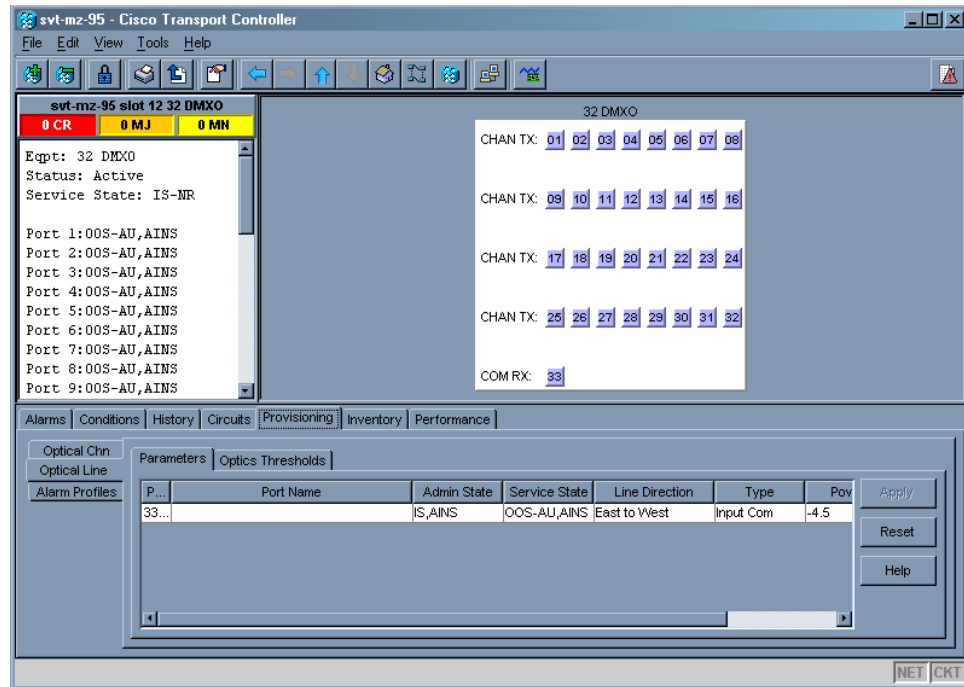 svt-mz-95 - Cisco Transport Controller
File Edit View Tools Help
svt-mz-95 slot 12 32 DMXO
0 CR 0 MJ 0 MN
Eqpt: 32 DMXO
Status: Active
Service State: IS-NR
Port 1:OOS-AU,AINS
Port 2:OOS-AU,AINS
Port 3:OOS-AU,AINS
Port 4:OOS-AU,AINS
Port 5:OOS-AU,AINS
Port 6:OOS-AU,AINS
Port 7:OOS-AU,AINS
Port 8:OOS-AU,AINS
Port 9:OOS-AU,AINS
32 DMXO
CHAN TX: 01 02 03 04 05 06 07 08
CHAN TX: 09 10 11 12 13 14 15 16
CHAN TX: 17 18 19 20 21 22 23 24
CHAN TX: 25 26 27 28 29 30 31 32
COM RX: 33
Alarms Conditions History Circuits Provisioning Inventory Performance
Optical Chn
Optical Line
Alarm Profiles
Parameters Optics Thresholds
P... Port Name Admin State Service State Line Direction Type Pow
33... IS,AINS OOS-AU,AINS East to West Input Com -4.5
Apply
Reset
Help
NET CKT